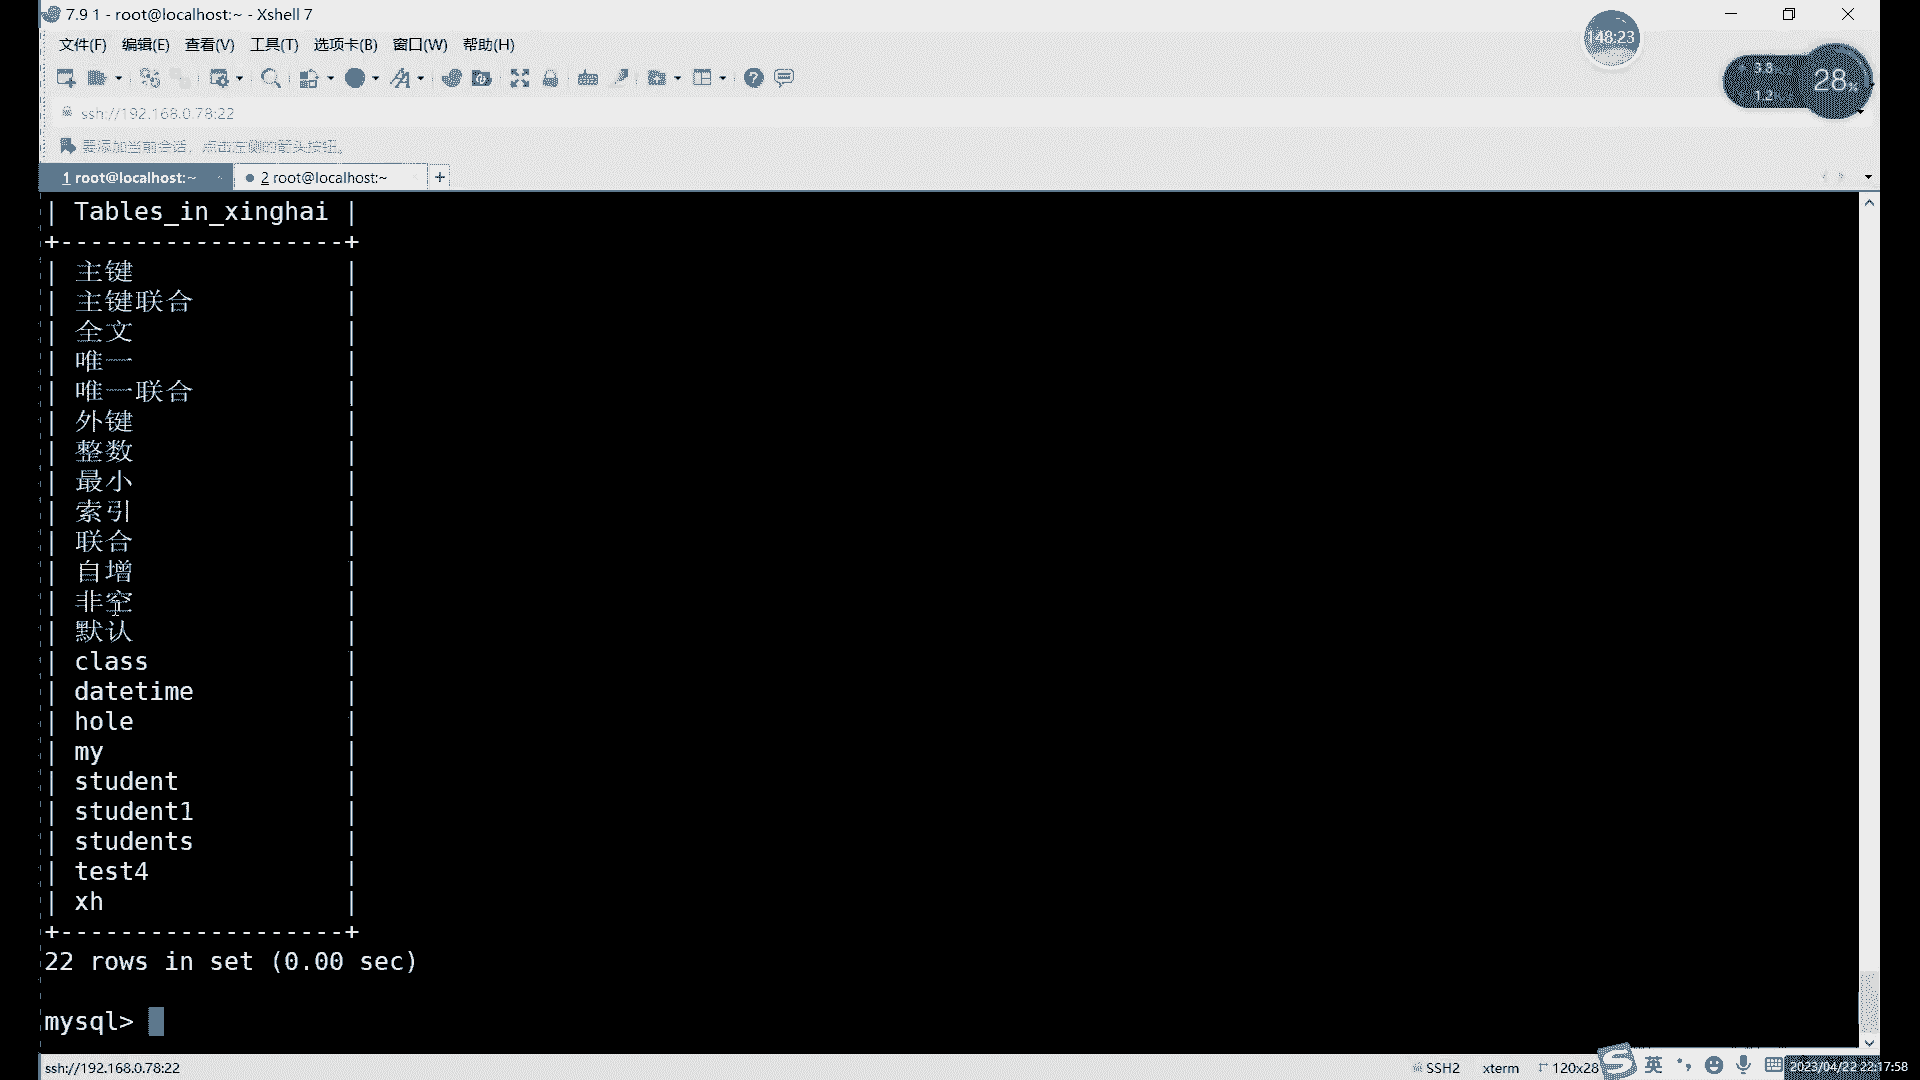 7.9 1 - root@localhost:~ - Xshell 7
文件(F) 编辑(E) 查看(V) 工具(T) 选项卡(B) 窗口(W) 帮助(H)
148:23
3.8
28%
1.2
ssh://192.168.0.78:22
要添加当前会话，点击左侧的箭头按钮。
1 root@localhost:~
2 root@localhost:~
+
| Tables_in_xinghai |
+-------------------+
| 主键 |
| 主键联合 |
| 全文 |
| 唯一 |
| 唯一联合 |
| 外键 |
| 整数 |
| 最小 |
| 索引 |
| 联合 |
| 自增 |
| 非空 |
| 默认 |
| class |
| datetime |
| hole |
| my |
| student |
| student1 |
| students |
| test4 |
| xh |
+-------------------+
22 rows in set (0.00 sec)
mysql>
ssh://192.168.0.78:22 SSH2 xterm 120x28 英 2023/04/22 22:17:58